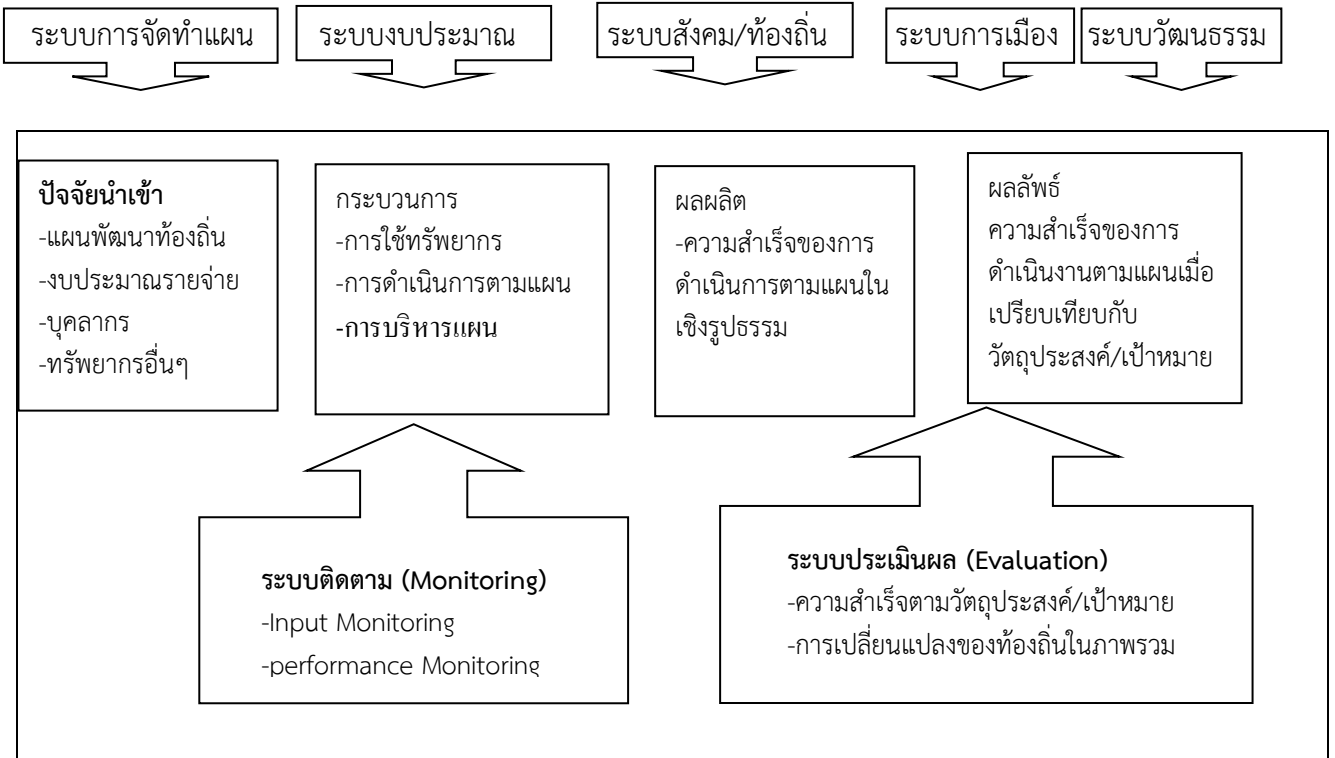 ระบบการจัดทำแผน
ระบบงบประมาณ
ระบบสังคม/ท้องถิ่น
ระบบการเมือง
ระบบวัฒนธรรม
ปัจจัยนำเข้า
-แผนพัฒนาท้องถิ่น
-งบประมาณรายจ่าย
-บุคลากร
-ทรัพยากรอื่นๆ
กระบวนการ
-การใช้ทรัพยากร
-การดำเนินการตามแผน
-การบริหารแผน
ผลผลิต
-ความสำเร็จของการ
ดำเนินการตามแผนใน
เชิงรูปธรรม
ผลลัพธ์
ความสำเร็จของการ
ดำเนินงานตามแผนเมื่อ
เปรียบเทียบกับ
วัตถุประสงค์/เป้าหมาย
ระบบติดตาม (Monitoring)
-Input Monitoring
-performance Monitoring
ระบบประเมินผล (Evaluation)
-ความสำเร็จตามวัตถุประสงค์/เป้าหมาย
-การเปลี่ยนแปลงของท้องถิ่นในภาพรวม